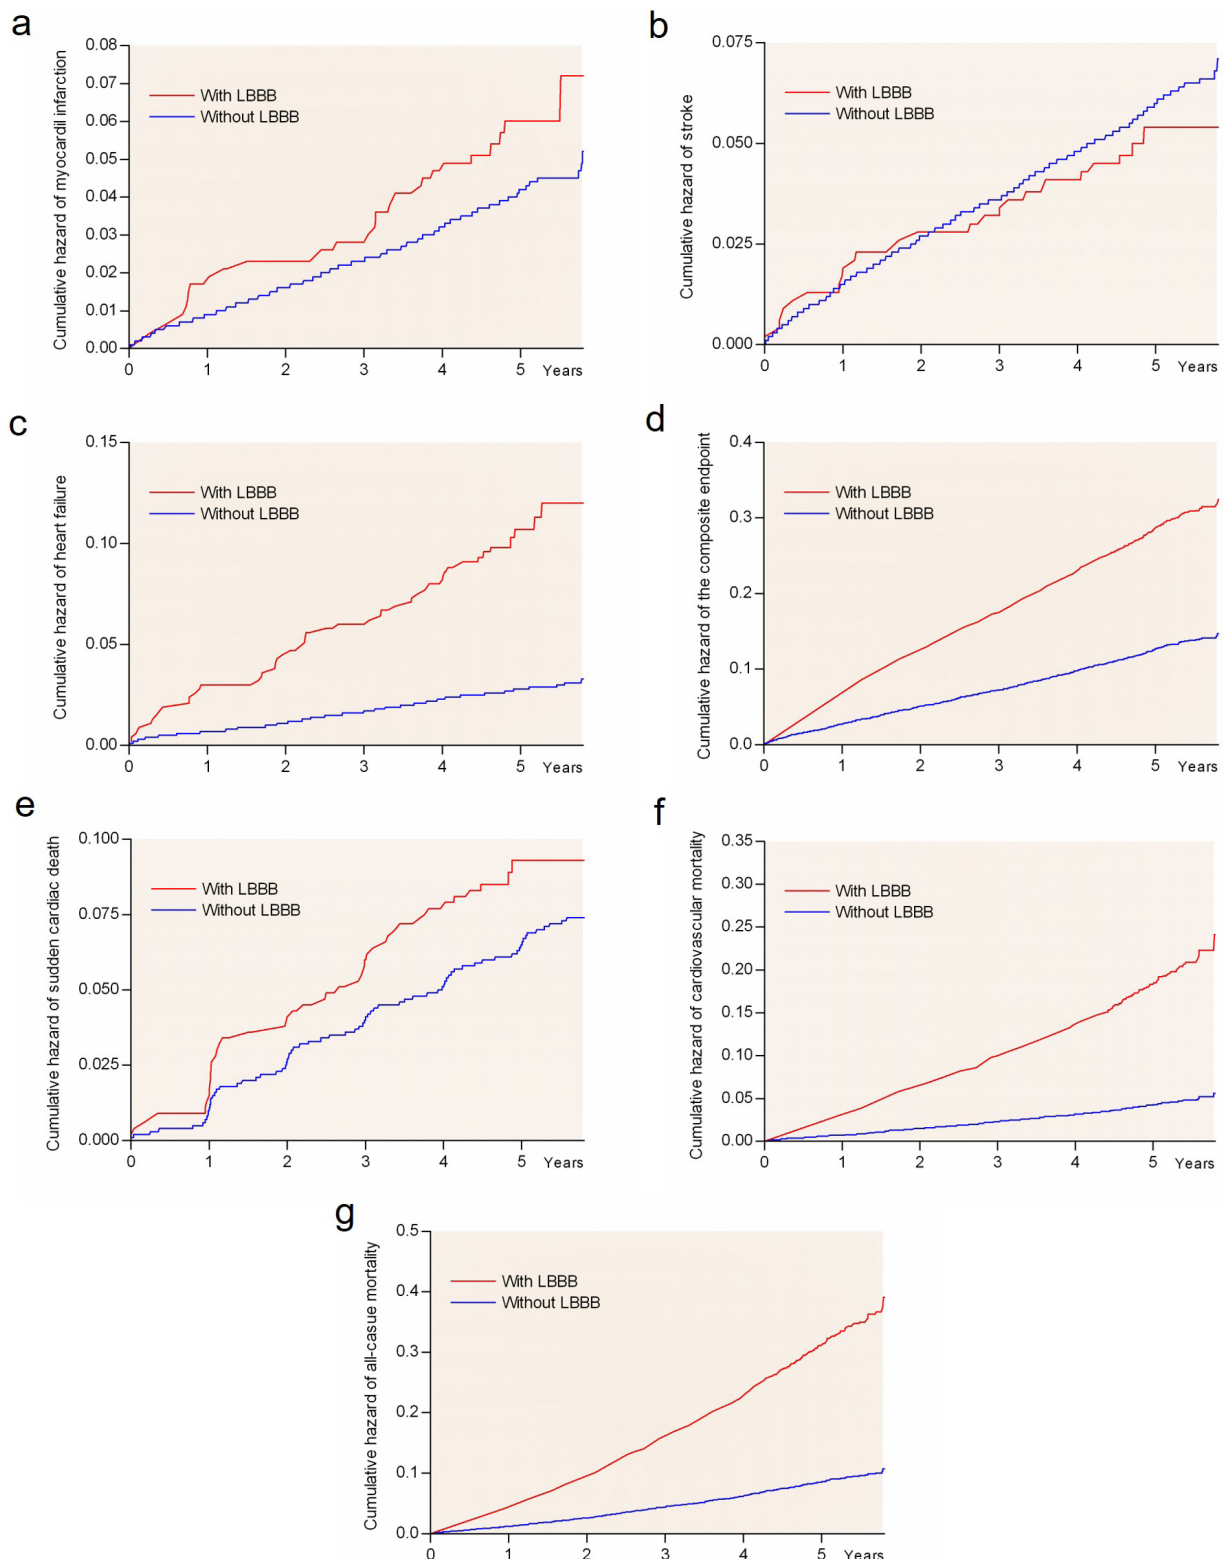 a
Cumulative hazard of myocardil infarction
0.08
0.07
0.06
0.05
0.04
0.03
0.02
0.01
0.00
With LBBB
Without LBBB
0 1 2 3 4 5 Years
b
Cumulative hazard of stroke
0.075
0.050
0.025
0.000
With LBBB
Without LBBB
0 1 2 3 4 5 Years
c
Cumulative hazard of heart failure
0.15
0.10
0.05
0.00
With LBBB
Without LBBB
0 1 2 3 4 5 Years
d
Cumulative hazard of the composite endpoint
0.4
0.3
0.2
0.1
0.0
With LBBB
Without LBBB
0 1 2 3 4 5 Years
e
Cumulative hazard of sudden cardiac death
0.100
0.075
0.050
0.025
0.000
With LBBB
Without LBBB
0 1 2 3 4 5 Years
f
Cumulative hazard of cardiovascular mortality
0.35
0.30
0.25
0.20
0.15
0.10
0.05
0.00
With LBBB
Without LBBB
0 1 2 3 4 5 Years
g
Cumulative hazard of all-casue mortality
0.5
0.4
0.3
0.2
0.1
0.0
With LBBB
Without LBBB
0 1 2 3 4 5 Years